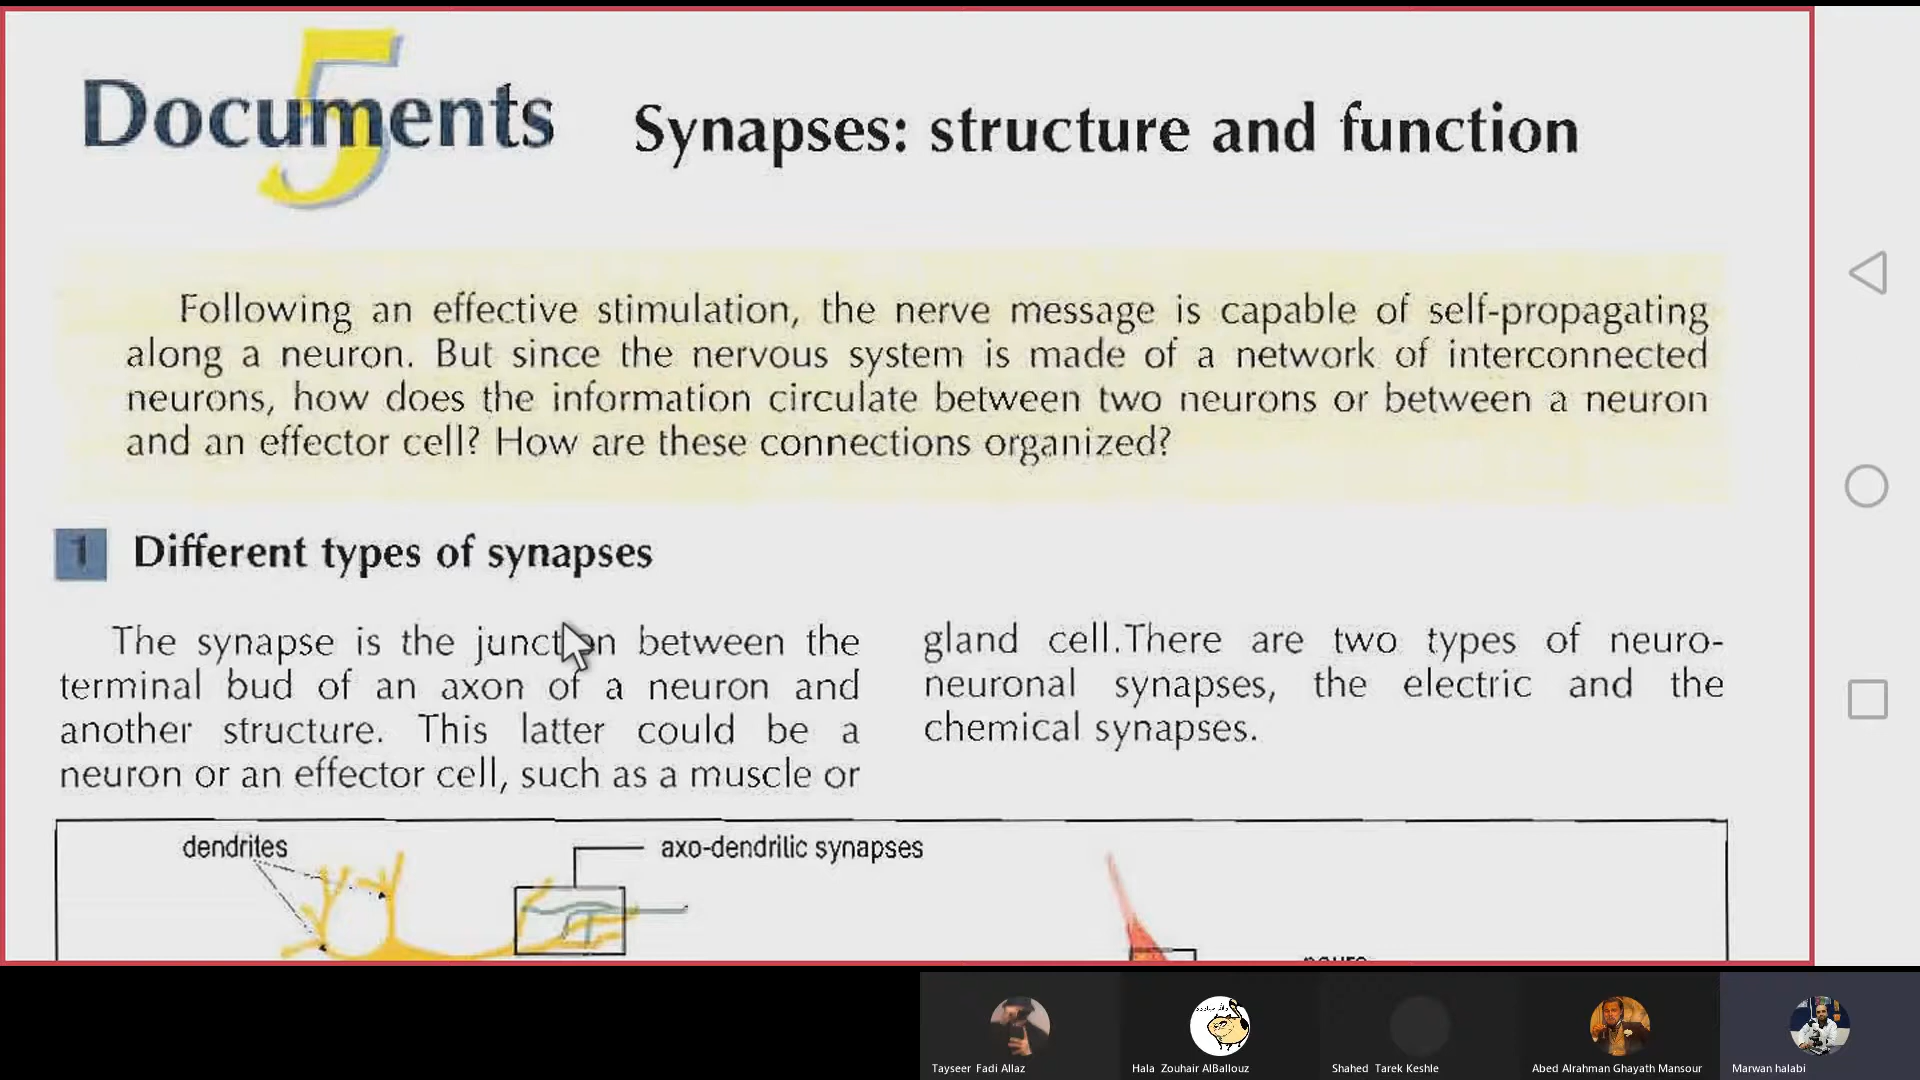 Documents 5
Synapses: structure and function
Following an effective stimulation, the nerve message is capable of self-propagating
along a neuron. But since the nervous system is made of a network of interconnected
neurons, how does the information circulate between two neurons or between a neuron
and an effector cell? How are these connections organized?
1 Different types of synapses
The synapse is the junction between the
terminal bud of an axon of a neuron and
another structure. This latter could be a
neuron or an effector cell, such as a muscle or
gland cell.There are two types of neuro-
neuronal synapses, the electric and the
chemical synapses.
dendrites
axo-dendrilic synapses
Tayseer Fadi Allaz
Hala Zouhair AlBallouz
Shahed Tarek Keshle
Abed Alrahman Ghayath Mansour
Marwan halabi